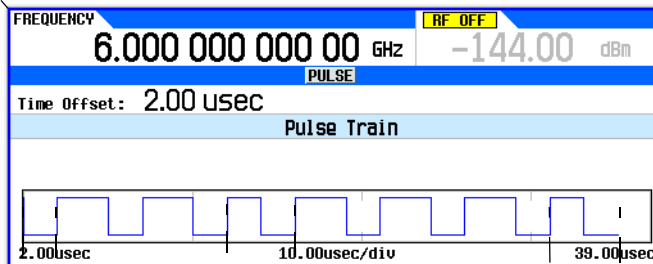 FREQUENCY
RF OFF
6.000 000 000 00 GHz
-144.00 dBm
PULSE
Time Offset: 2.00 usec
Pulse Train
2.00usec 10.00usec/div 39.00usec